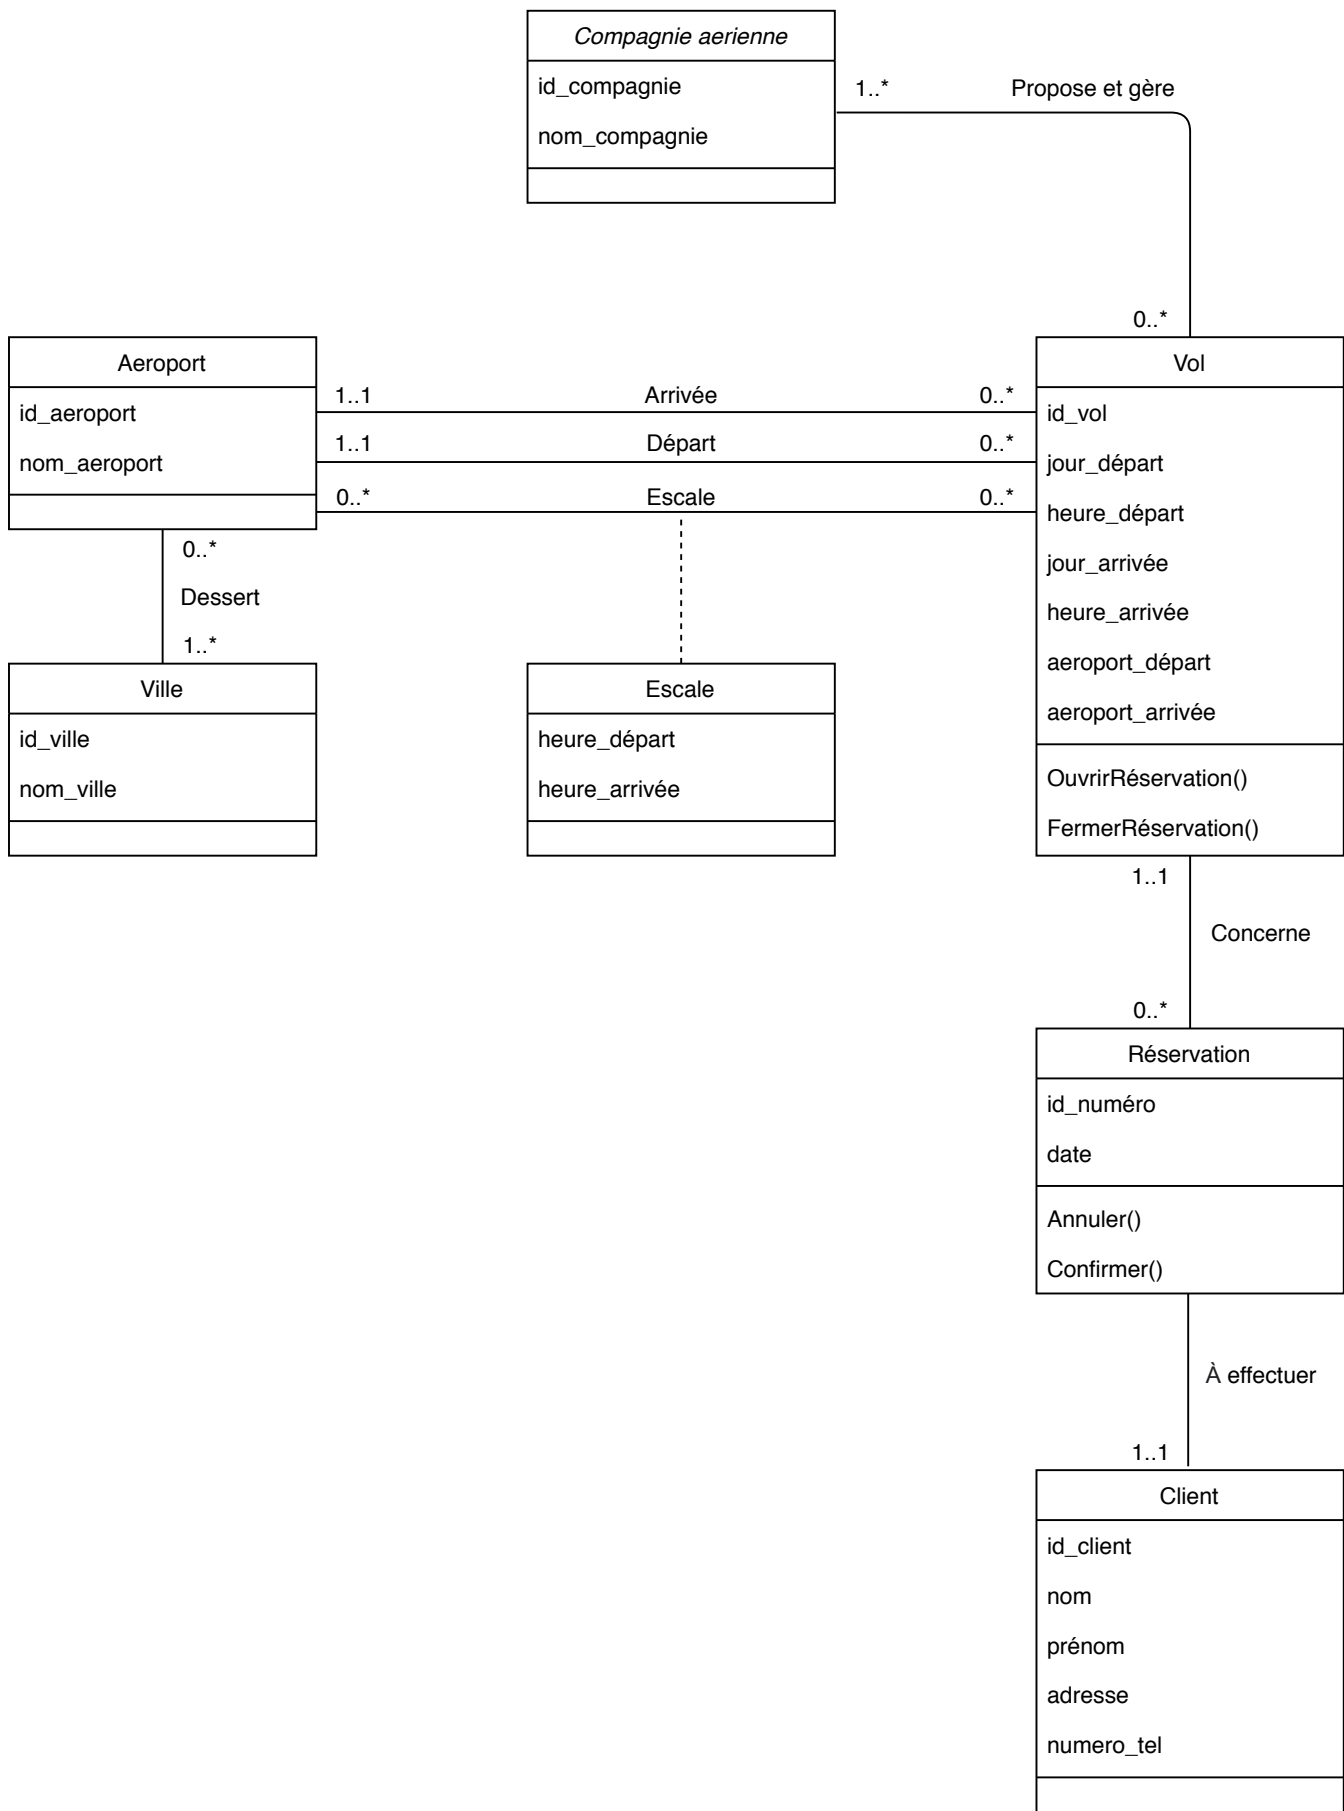 Compagnie aerienne
id_compagnie
nom_compagnie
1..*
Propose et gère
0..*
Aeroport
id_aeroport
nom_aeroport
1..1 Arrivée 0..*
1..1 Départ 0..*
0..* Escale 0..*
0..*
Dessert
1..*
Ville
id_ville
nom_ville
Escale
heure_départ
heure_arrivée
Vol
id_vol
jour_départ
heure_départ
jour_arrivée
heure_arrivée
aeroport_départ
aeroport_arrivée
OuvrirRéservation()
FermerRéservation()
1..1
Concerne
0..*
Réservation
id_numéro
date
Annuler()
Confirmer()
À effectuer
1..1
Client
id_client
nom
prénom
adresse
numero_tel